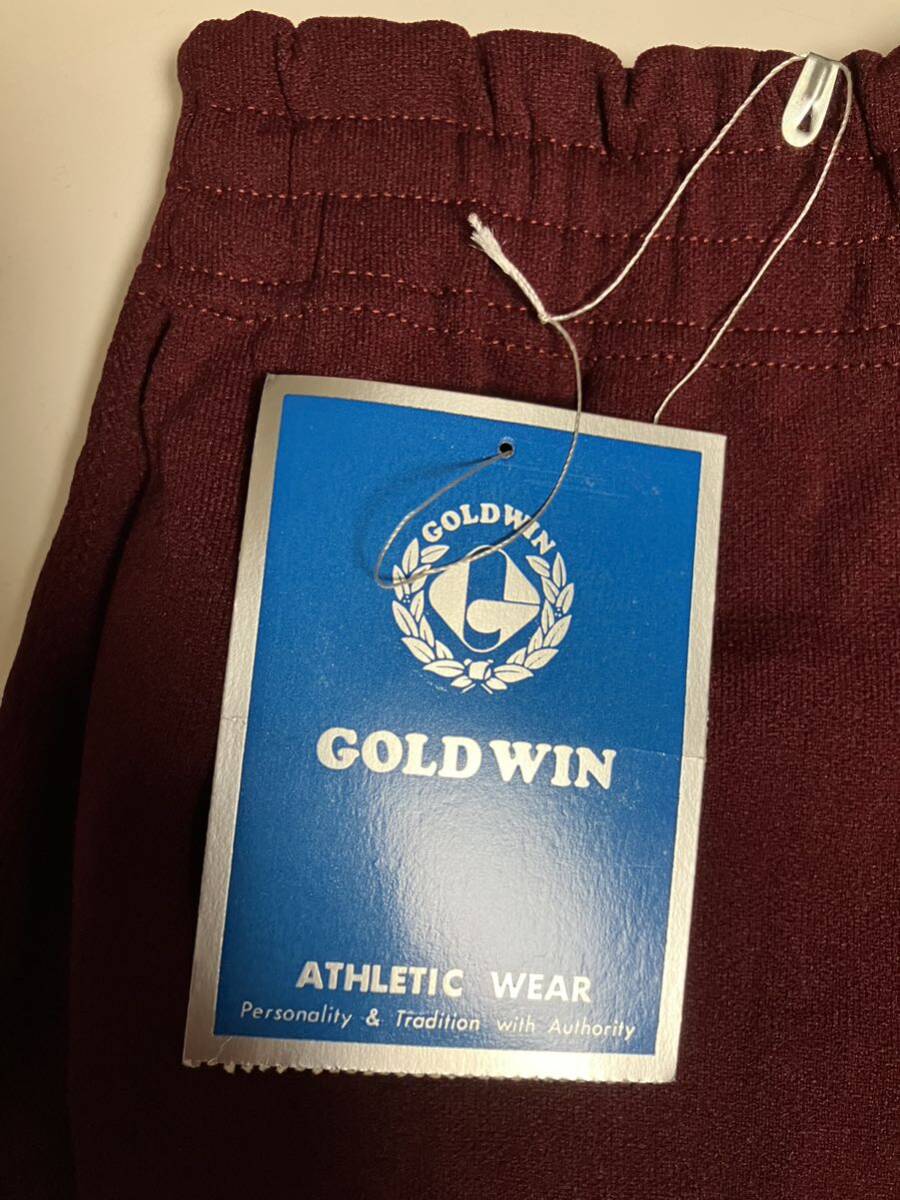 GOLDWIN
GOLDWIN
ATHLETIC WEAR
Personality & Tradition with Authority